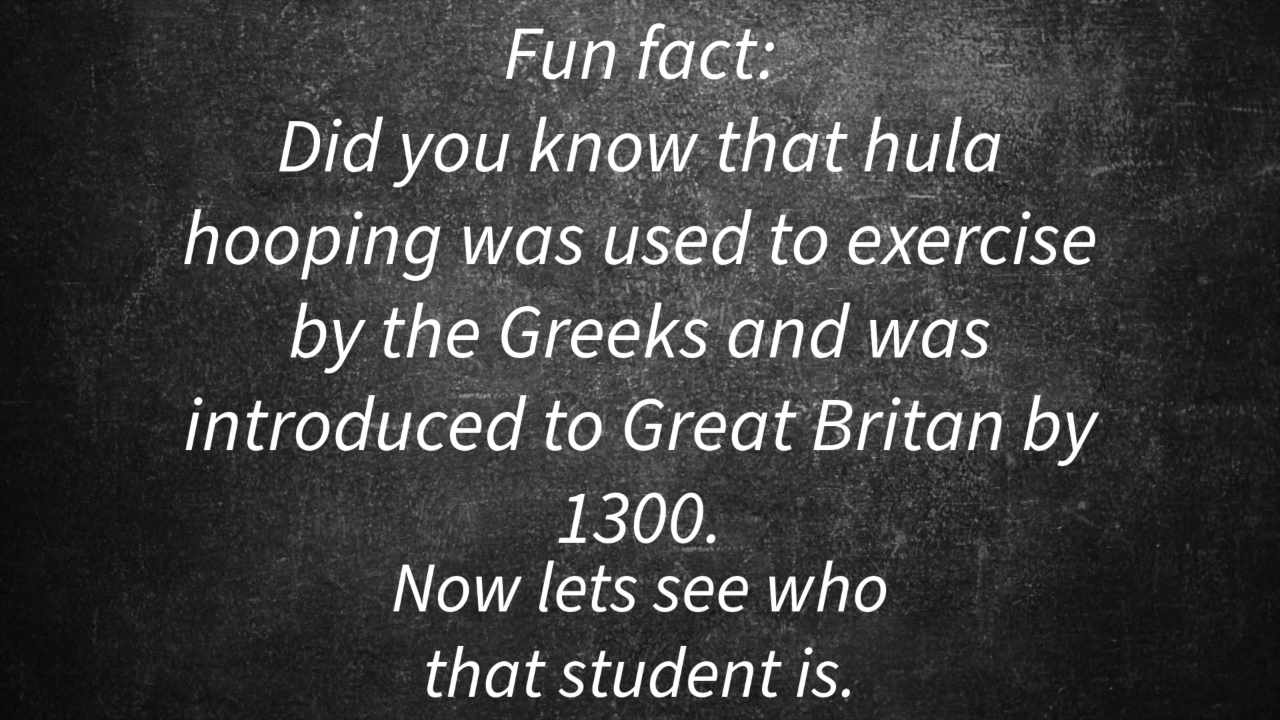 Fun fact:
Did you know that hula
hooping was used to exercise
by the Greeks and was
introduced to Great Britan by
1300.
Now lets see who
that student is.